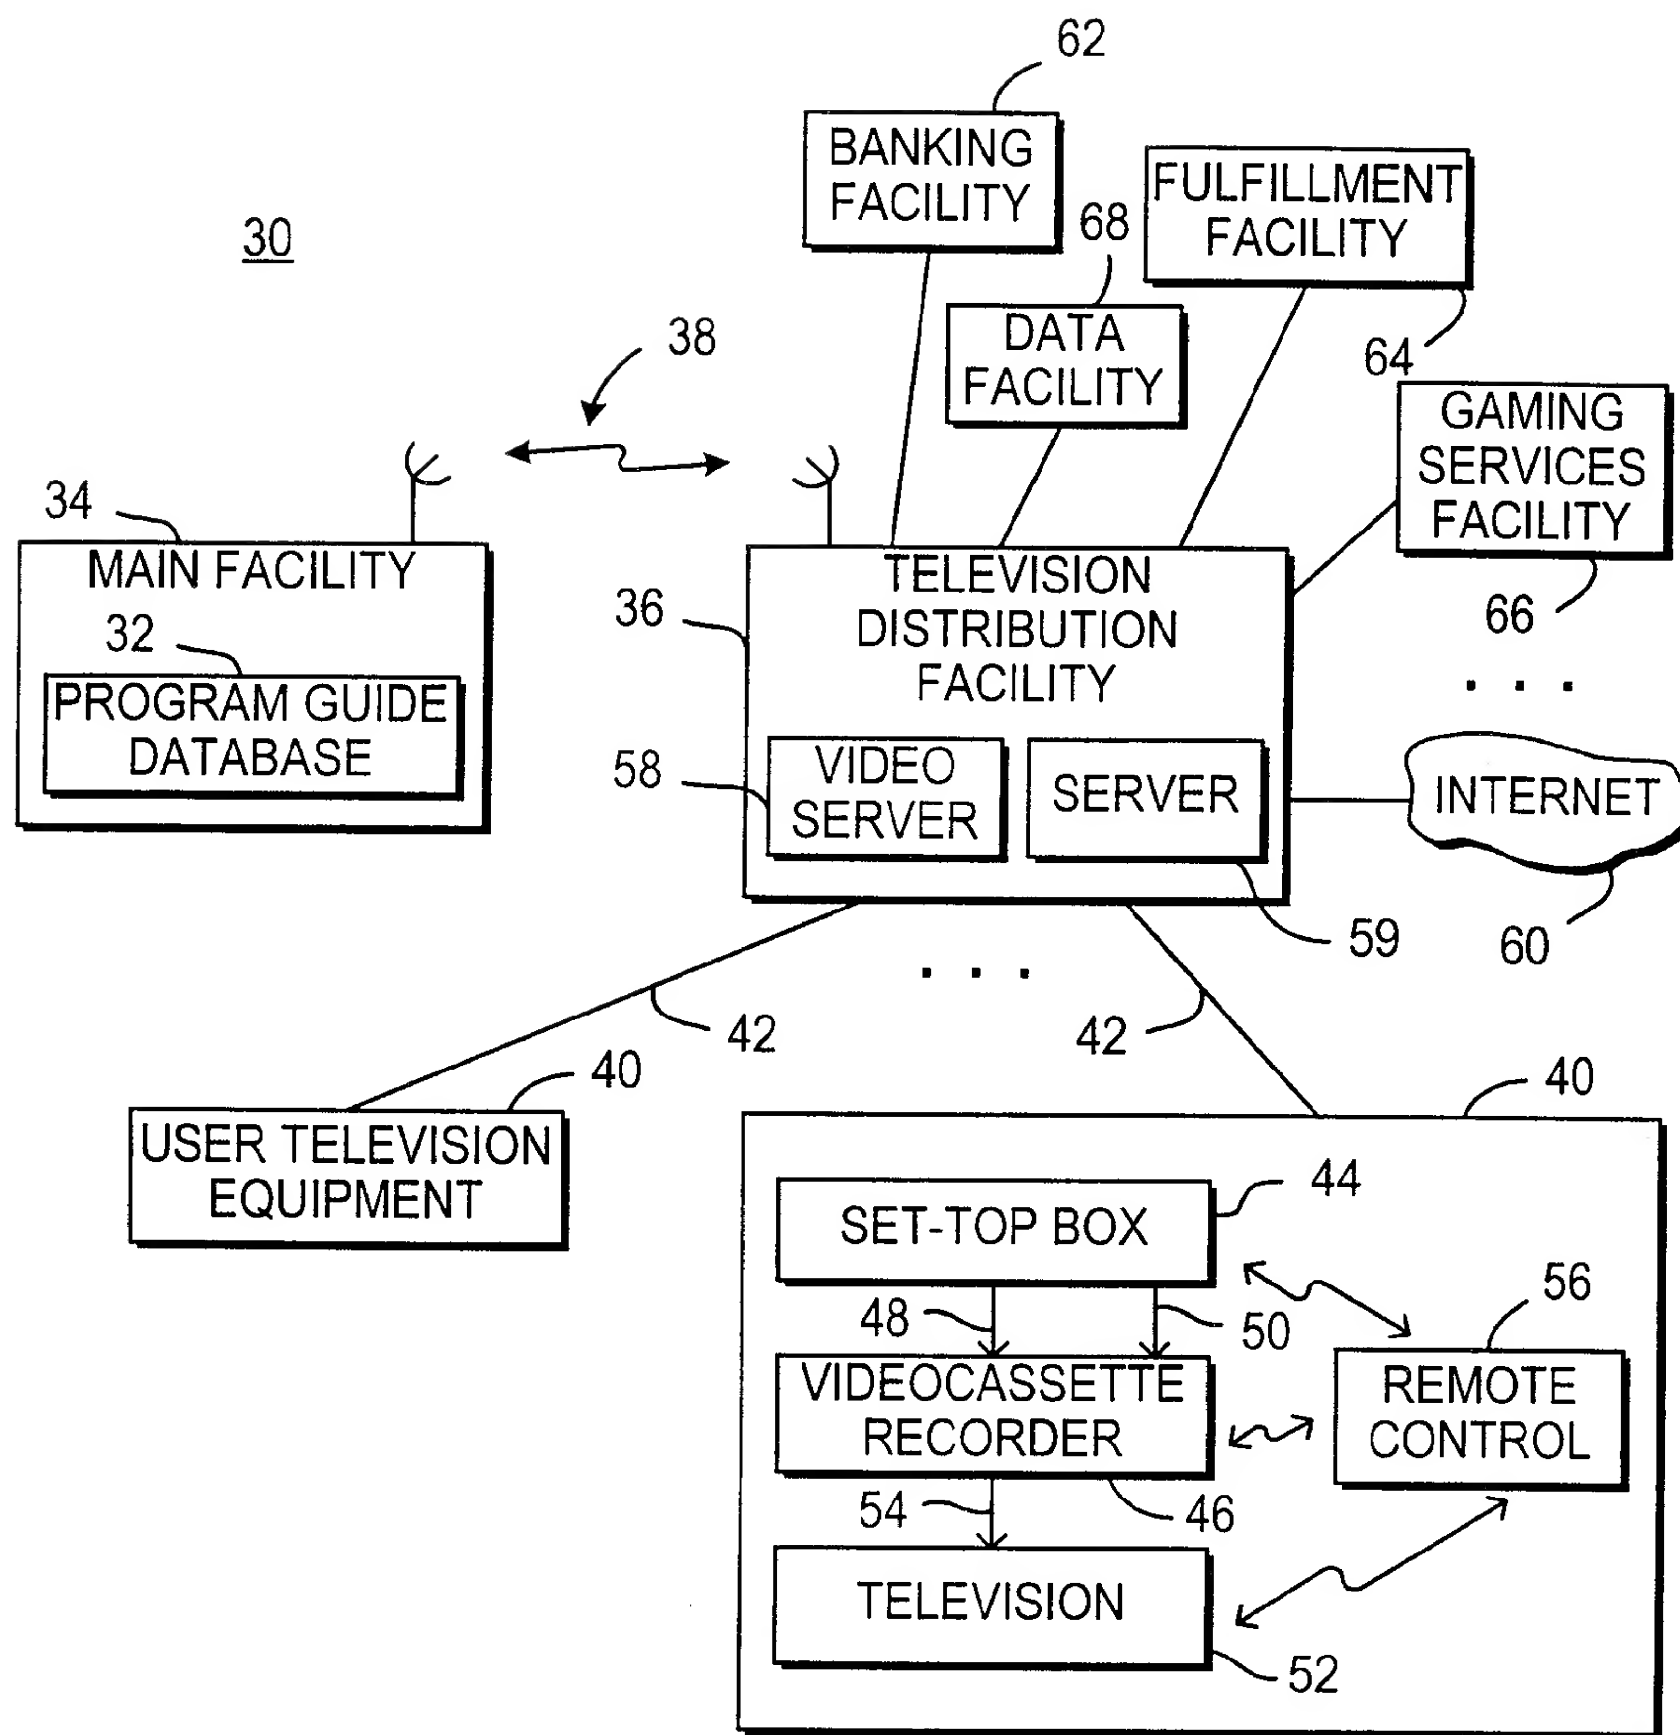 62
BANKING
FACILITY
FULFILLMENT
FACILITY
68
30
DATA
FACILITY
38
64
GAMING
SERVICES
FACILITY
34
MAIN FACILITY
TELEVISION
DISTRIBUTION
FACILITY
36
66
. . .
32
PROGRAM GUIDE
DATABASE
58
VIDEO
SERVER
SERVER
INTERNET
59
60
. . .
42
42
40
40
USER TELEVISION
EQUIPMENT
44
SET-TOP BOX
56
48
50
VIDEOCASSETTE
RECORDER
REMOTE
CONTROL
54
46
TELEVISION
52